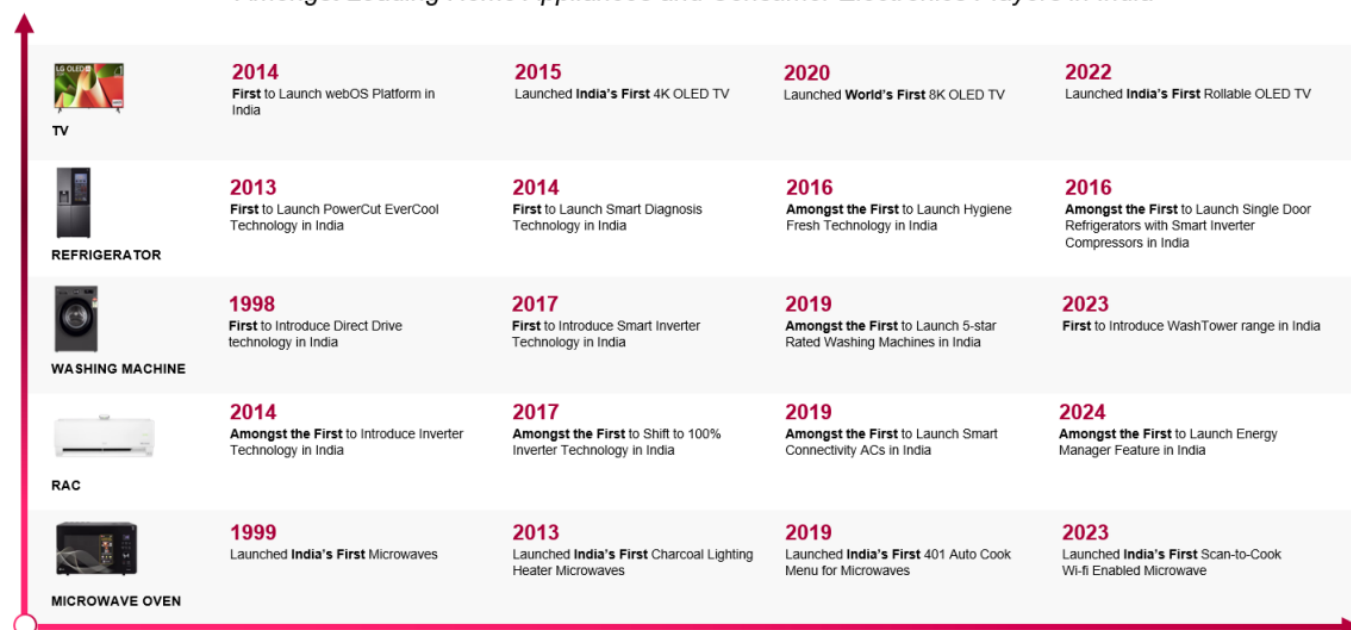 Amongst Leading Home Appliances and Consumer Electronics Players in India
LG OLED
TV
2014
First to Launch webOS Platform in
India
2015
Launched India's First 4K OLED TV
2020
Launched World's First 8K OLED TV
2022
Launched India's First Rollable OLED TV
REFRIGERATOR
2013
First to Launch PowerCut EverCool
Technology in India
2014
First to Launch Smart Diagnosis
Technology in India
2016
Amongst the First to Launch Hygiene
Fresh Technology in India
2016
Amongst the First to Launch Single Door
Refrigerators with Smart Inverter
Compressors in India
WASHING MACHINE
1998
First to Introduce Direct Drive
technology in India
2017
First to Introduce Smart Inverter
Technology in India
2019
Amongst the First to Launch 5-star
Rated Washing Machines in India
2023
First to Introduce WashTower range in India
RAC
2014
Amongst the First to Introduce Inverter
Technology in India
2017
Amongst the First to Shift to 100%
Inverter Technology in India
2019
Amongst the First to Launch Smart
Connectivity ACs in India
2024
Amongst the First to Launch Energy
Manager Feature in India
MICROWAVE OVEN
1999
Launched India's First Microwaves
2013
Launched India's First Charcoal Lighting
Heater Microwaves
2019
Launched India's First 401 Auto Cook
Menu for Microwaves
2023
Launched India's First Scan-to-Cook
Wi-fi Enabled Microwave